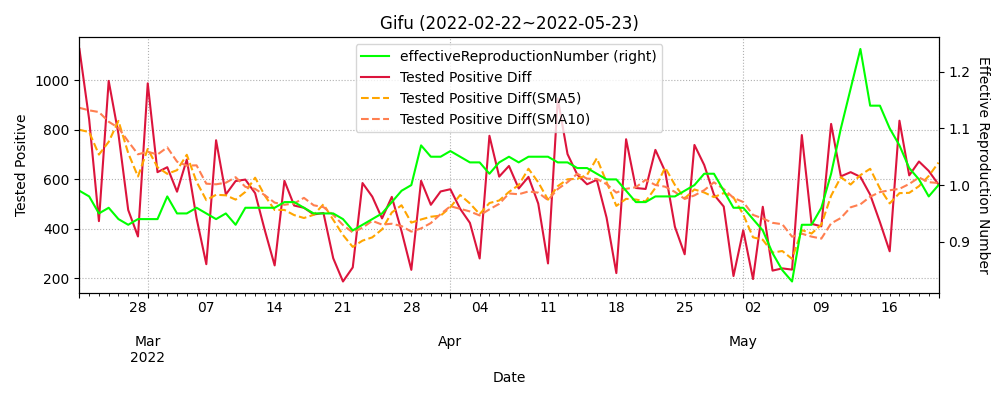 Gifu (2022-02-22~2022-05-23)
effectiveReproductionNumber (right)
Tested Positive Diff
Tested Positive Diff(SMA5)
Tested Positive Diff(SMA10)
Tested Positive
1000
800
600
400
200
Effective Reproduction Number
1.2
1.1
1.0
0.9
28 07 14 21 28 04 11 18 25 02 09 16
Mar Apr May
2022
Date